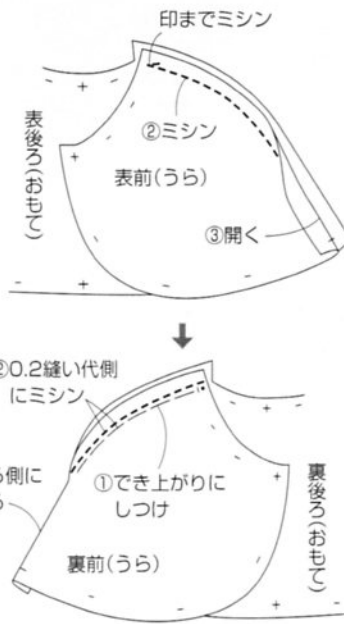 印までミシン
②ミシン
表後ろ(おもて)
表前(うら)
③開く
②0.2縫い代側
にミシン
①でき上がりに
しつけ
側に
裏後ろ(おもて)
裏前(うら)